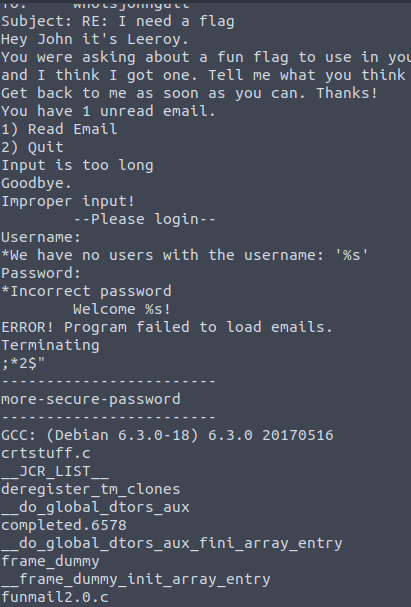 To: whoisjohngalt
Subject: RE: I need a flag
Hey John it's Leeroy.
You were asking about a fun flag to use in you
and I think I got one. Tell me what you think
Get back to me as soon as you can. Thanks!
You have 1 unread email.
1) Read Email
2) Quit
Input is too long
Goodbye.
Improper input!
--Please login--
Username:
*We have no users with the username: '%s'
Password:
*Incorrect password
Welcome %s!
ERROR! Program failed to load emails.
Terminating
;*2$"
------------------------
more-secure-password
------------------------
GCC: (Debian 6.3.0-18) 6.3.0 20170516
crtstuff.c
__JCR_LIST__
deregister_tm_clones
__do_global_dtors_aux
completed.6578
__do_global_dtors_aux_fini_array_entry
frame_dummy
__frame_dummy_init_array_entry
funmail2.0.c